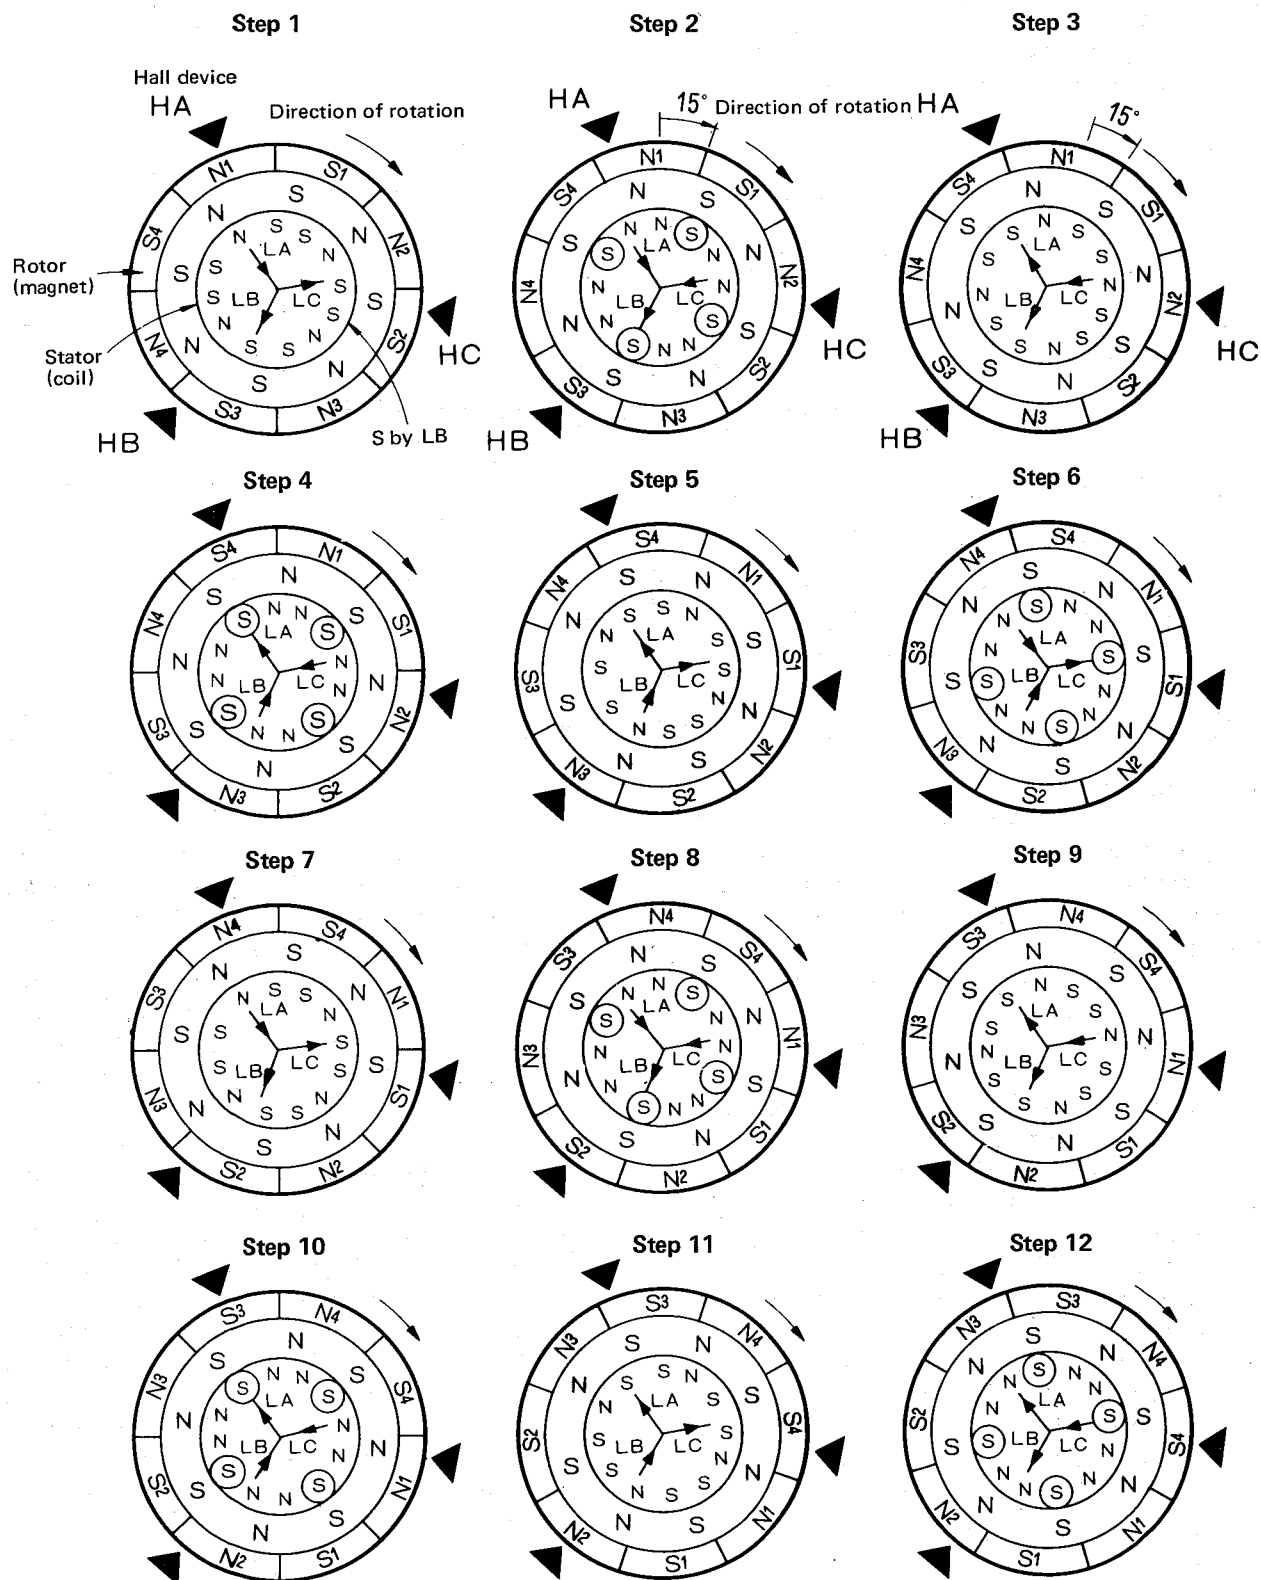 Step 1
Step 2
Step 3
Hall device
HA
Direction of rotation
HA
15°
Direction of rotation
HA
15°
Rotor
(magnet)
Stator
(coil)
HB
HC
S by LB
N1 S1 N2 S2 N3 S3 N4 S4
N S N S N S N S
N S S N S S N S S N S S
LA
LB LC
HB
HC
N1 S1 N2 S2 N3 S3 N4 S4
N S N S N S N S
N N S N N S N N S N N S
LA
LB LC
HB
HC
N1 S1 N2 S2 N3 S3 N4 S4
N S N S N S N S
S N S S N S S N S S N S
LA
LB LC
Step 4
Step 5
Step 6
S4 N1 S1 N2 S2 N3 S3 N4
S N S N S N S N
S N N S N N S N N S N N
LA
LB LC
S4 N1 S1 N2 S2 N3 S3 N4
S N S N S N S N
S S N S S N S S N S S N
LA
LB LC
N4 S4 N1 S1 N2 S2 N3 S3
N S N S N S N S
N S N N S N N S N N S N
LA
LB LC
Step 7
Step 8
Step 9
N4 S4 N1 S1 N2 S2 N3 S3
N S N S N S N S
N S S N S S N S S N S S
LA
LB LC
N4 S4 N1 S1 N2 S2 N3 S3
N S N S N S N S
N N S N N S N N S N N S
LA
LB LC
N4 S4 N1 S1 N2 S2 N3 S3
N S N S N S N S
S N S S N S S N S S N S
LA
LB LC
Step 10
Step 11
Step 12
S3 N4 S4 N1 S1 N2 S2 N3
S N S N S N S N
S N N S N N S N N S N N
LA
LB LC
S3 N4 S4 N1 S1 N2 S2 N3
S N S N S N S N
S S N S S N S S N S S N
LA
LB LC
N3 S3 N4 S4 N1 S1 N2 S2
N S N S N S N S
N S N N S N N S N N S N
LA
LB LC